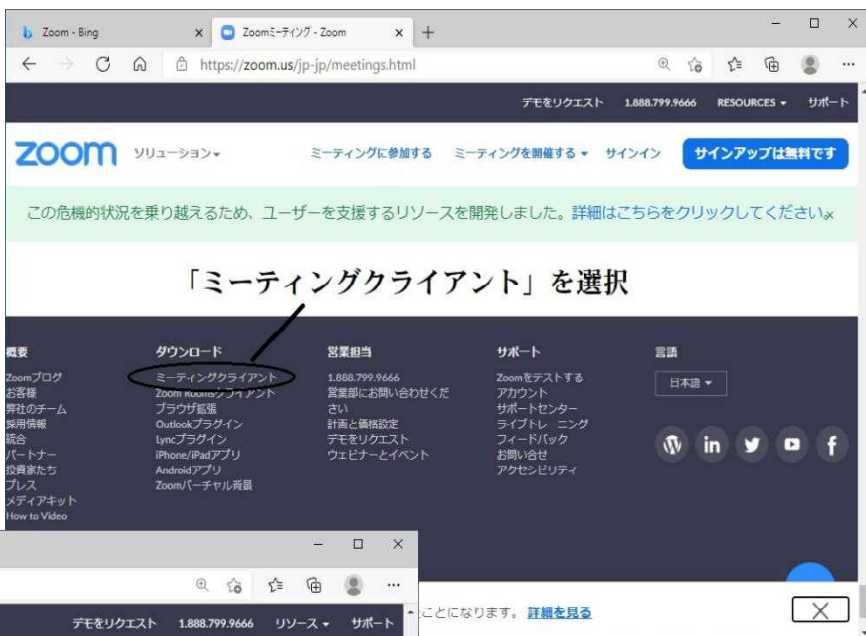 Zoom - Bing
Zoomミーティング - Zoom
https://zoom.us/jp-jp/meetings.html
デモをリクエスト 1.888.799.9666 RESOURCES サポート
zoom ソリューション ミーティングに参加する ミーティングを開催する サインイン サインアップは無料です
この危機的状況を乗り越えるため、ユーザーを支援するリソースを開発しました。詳細はこちらをクリックしてください。
「ミーティングクライアント」を選択
概要
Zoomブログ
お客様
弊社のチーム
採用情報
統合
パートナー
投資家たち
プレス
メディアキット
How to Video
ダウンロード
ミーティングクライアント
Zoom Roomsクライアント
ブラウザ拡張
Outlookプラグイン
Lyncプラグイン
iPhone/iPadアプリ
Androidアプリ
Zoomバーチャル背景
営業担当
1.888.799.9666
営業部にお問い合わせくだ
さい
計画と価格設定
デモをリクエスト
ウェビナーとイベント
サポート
Zoomをテストする
アカウント
サポートセンター
ライブトレーニング
フィードバック
お問い合せ
アクセシビリティ
言語
日本語
デモをリクエスト 1.888.799.9666 リソース サポート
ことになります。 詳細を見る